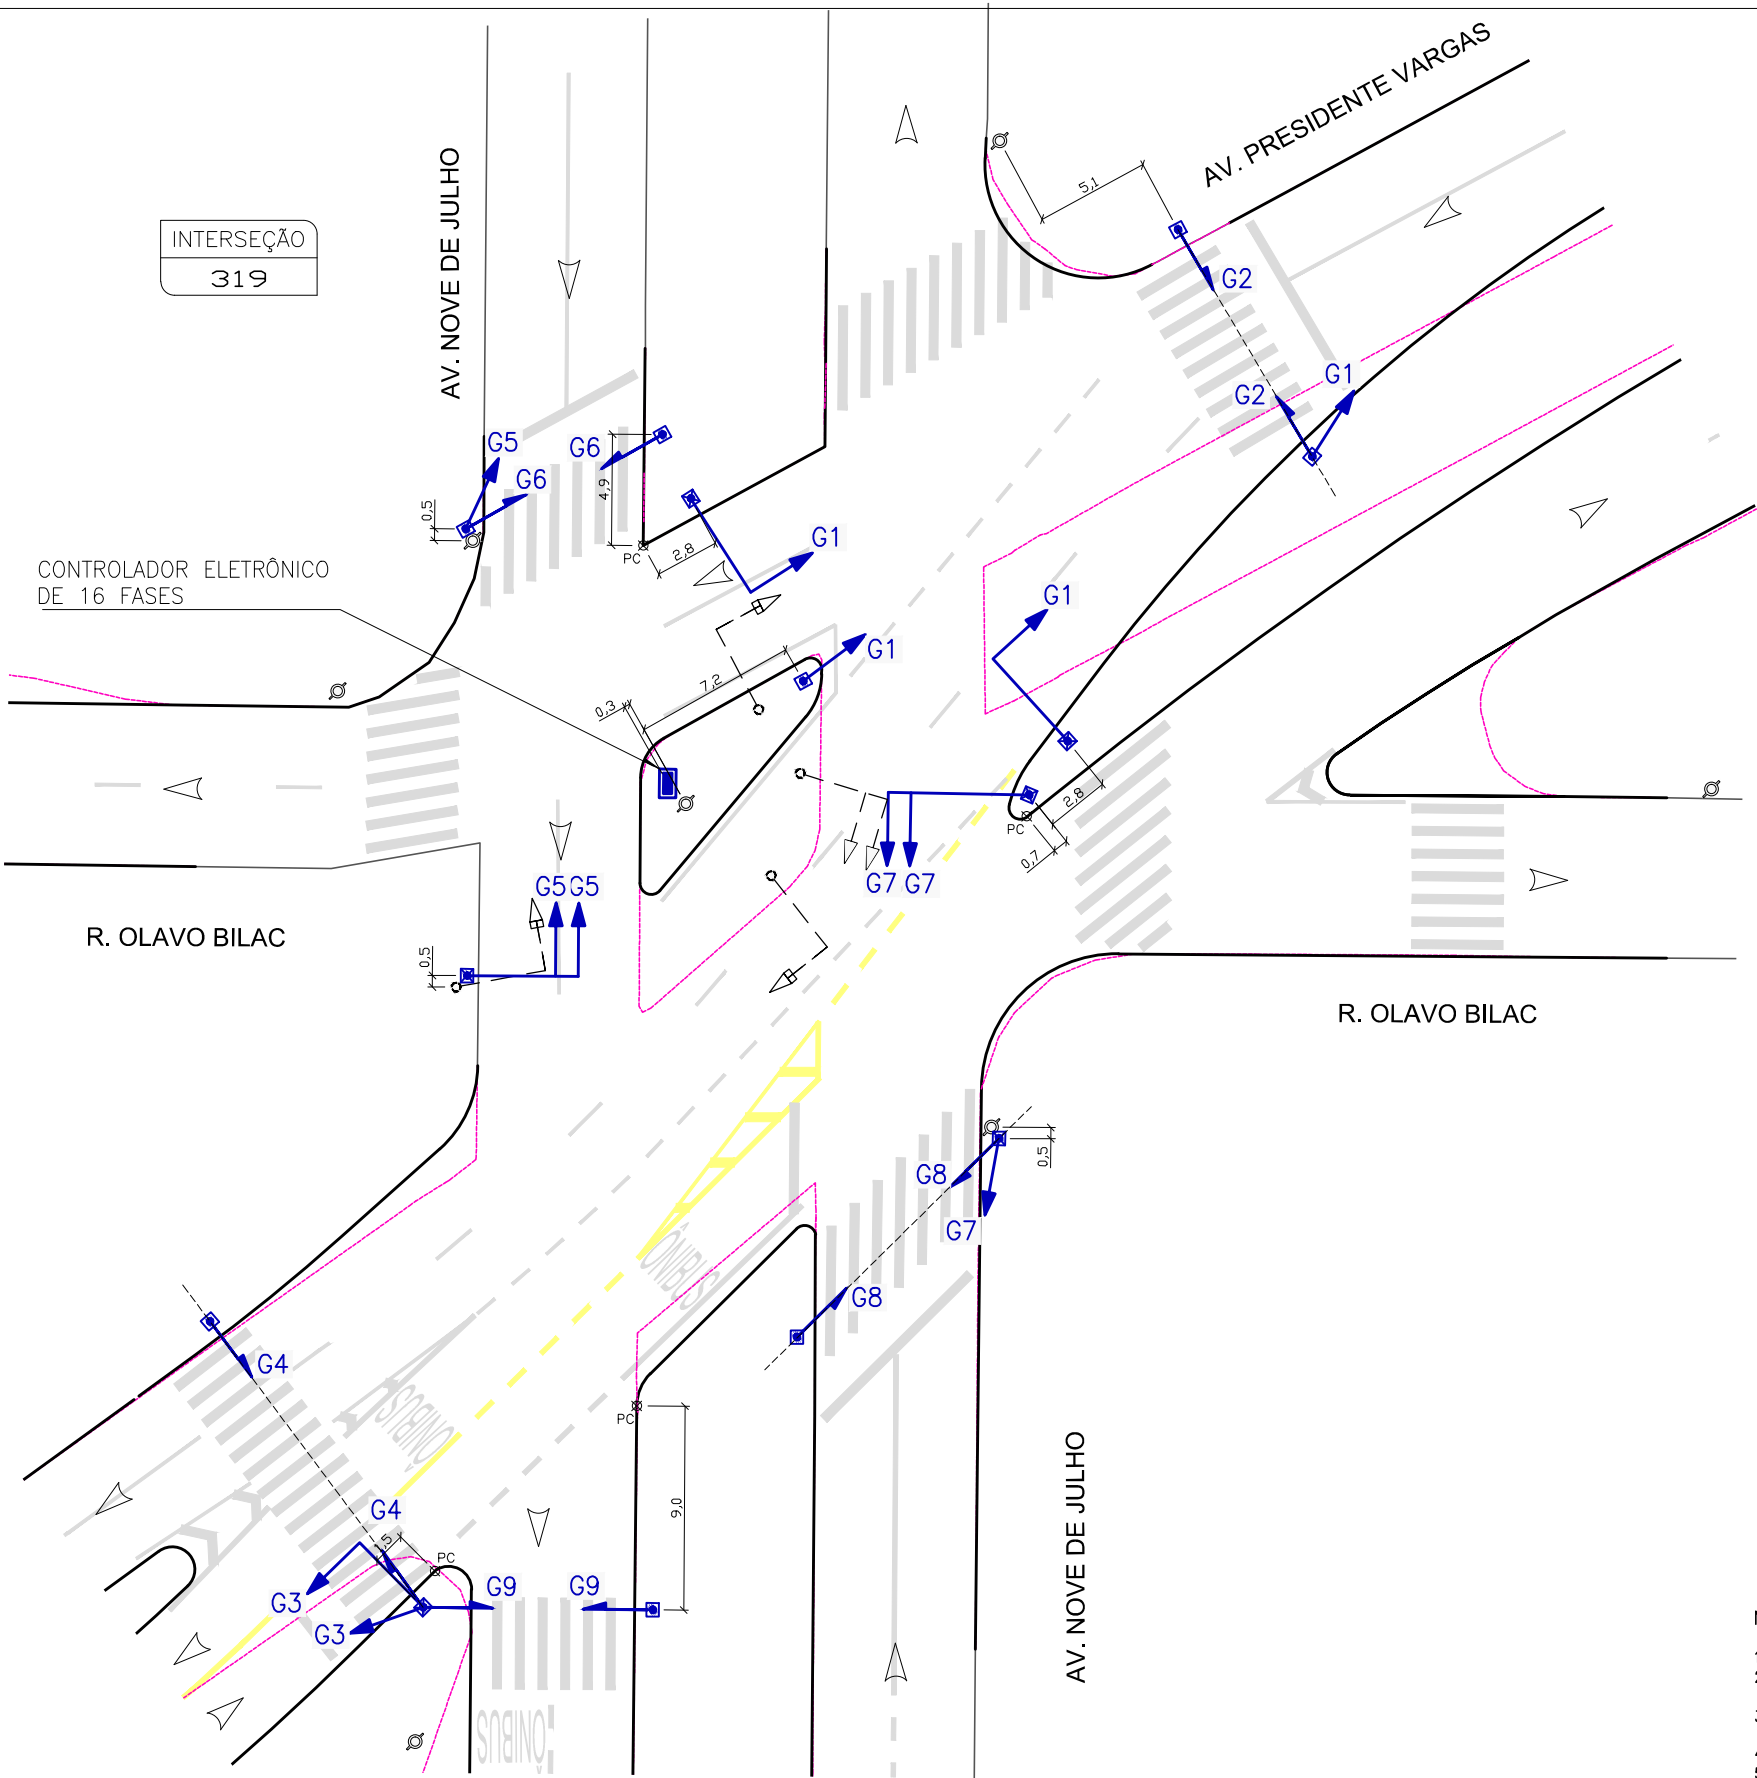 AV. PRESIDENTE VARGAS
AV. NOVE DE JULHO
5,1
INTERSEÇÃO
319
G2
G1
G2
G5
G6
G6
4,9
0,5
PC
2,8
G1
CONTROLADOR ELETRÔNICO
DE 16 FASES
G1
G1
7,2
0,3
2,8
PC
0,7
G7
G7
G5
G5
R. OLAVO BILAC
0,5
R. OLAVO BILAC
G8
0,5
G7
ÔNIBUS
G8
G4
ÔNIBUS
PC
AV. NOVE DE JULHO
9,0
G4
1,5
PC
G3
G9
G9
G3
ÔNIBUS